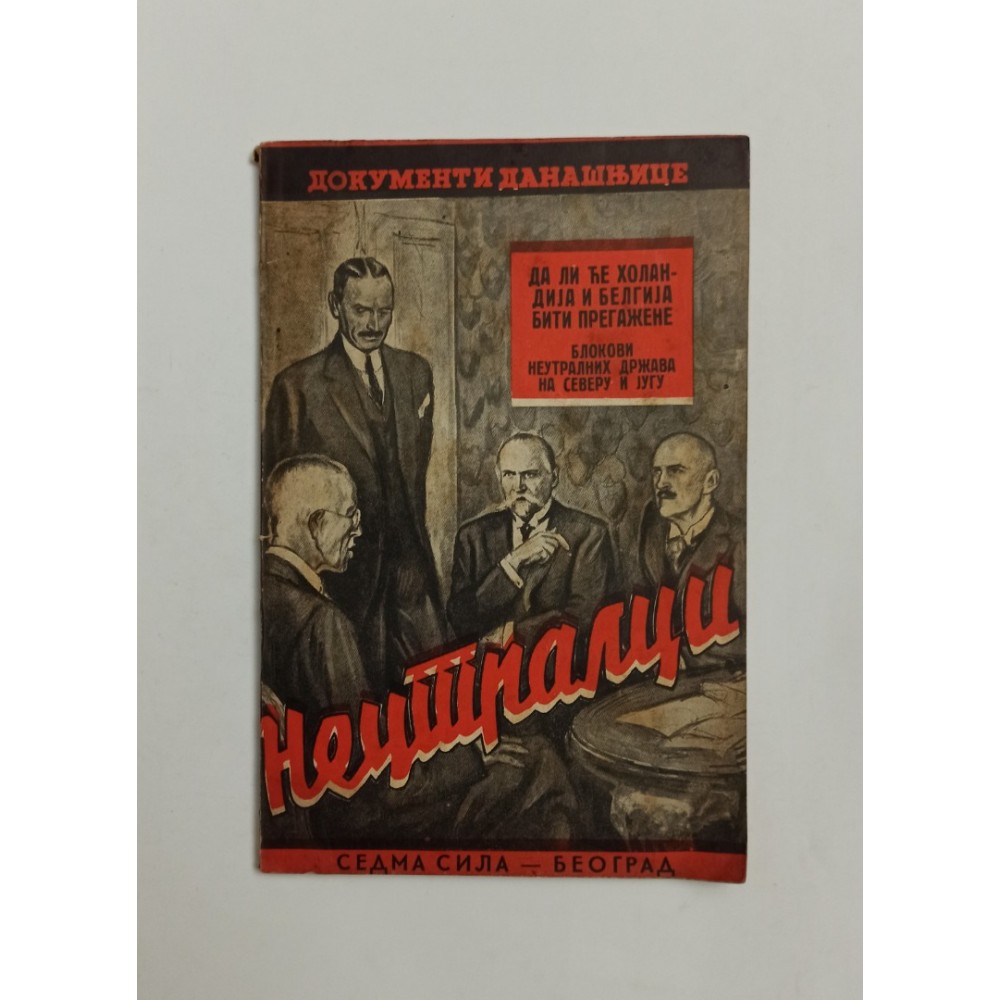 ДОКУМЕНТИ ДАНАШЊИЦЕ
ДА ЛИ ЋЕ ХОЛАН-
ДИЈА И БЕЛГИЈА
БИТИ ПРЕГАЖЕНЕ
БЛОКОВИ
НЕУТРАЛНИХ ДРЖАВА
НА СЕВЕРУ И ЈУГУ
Неутралци
СЕДМА СИЛА — БЕОГРАД